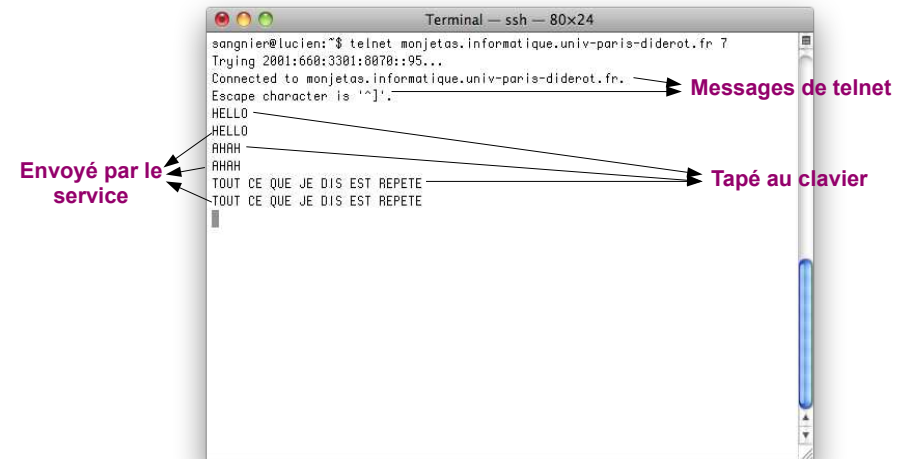 Terminal — ssh — 80×24
sangnier@lucien:~$ telnet monjetas.informatique.univ-paris-diderot.fr 7
Trying 2001:660:3301:8070::95...
Connected to monjetas.informatique.univ-paris-diderot.fr.
Escape character is '^]'.
HELLO
HELLO
AHAH
AHAH
TOUT CE QUE JE DIS EST REPETE
TOUT CE QUE JE DIS EST REPETE
Messages de telnet
Envoyé par le
service
Tapé au clavier